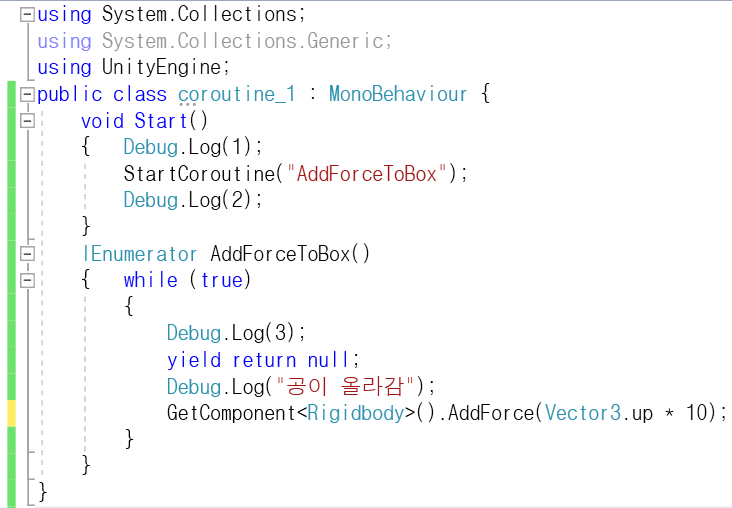 using System.Collections;
using System.Collections.Generic;
using UnityEngine;
public class coroutine_1 : MonoBehaviour {
void Start()
{ Debug.Log(1);
StartCoroutine("AddForceToBox");
Debug.Log(2);
}
IEnumerator AddForceToBox()
{ while (true)
{
Debug.Log(3);
yield return null;
Debug.Log("공이 올라감");
GetComponent<Rigidbody>().AddForce(Vector3.up * 10);
}
}
}